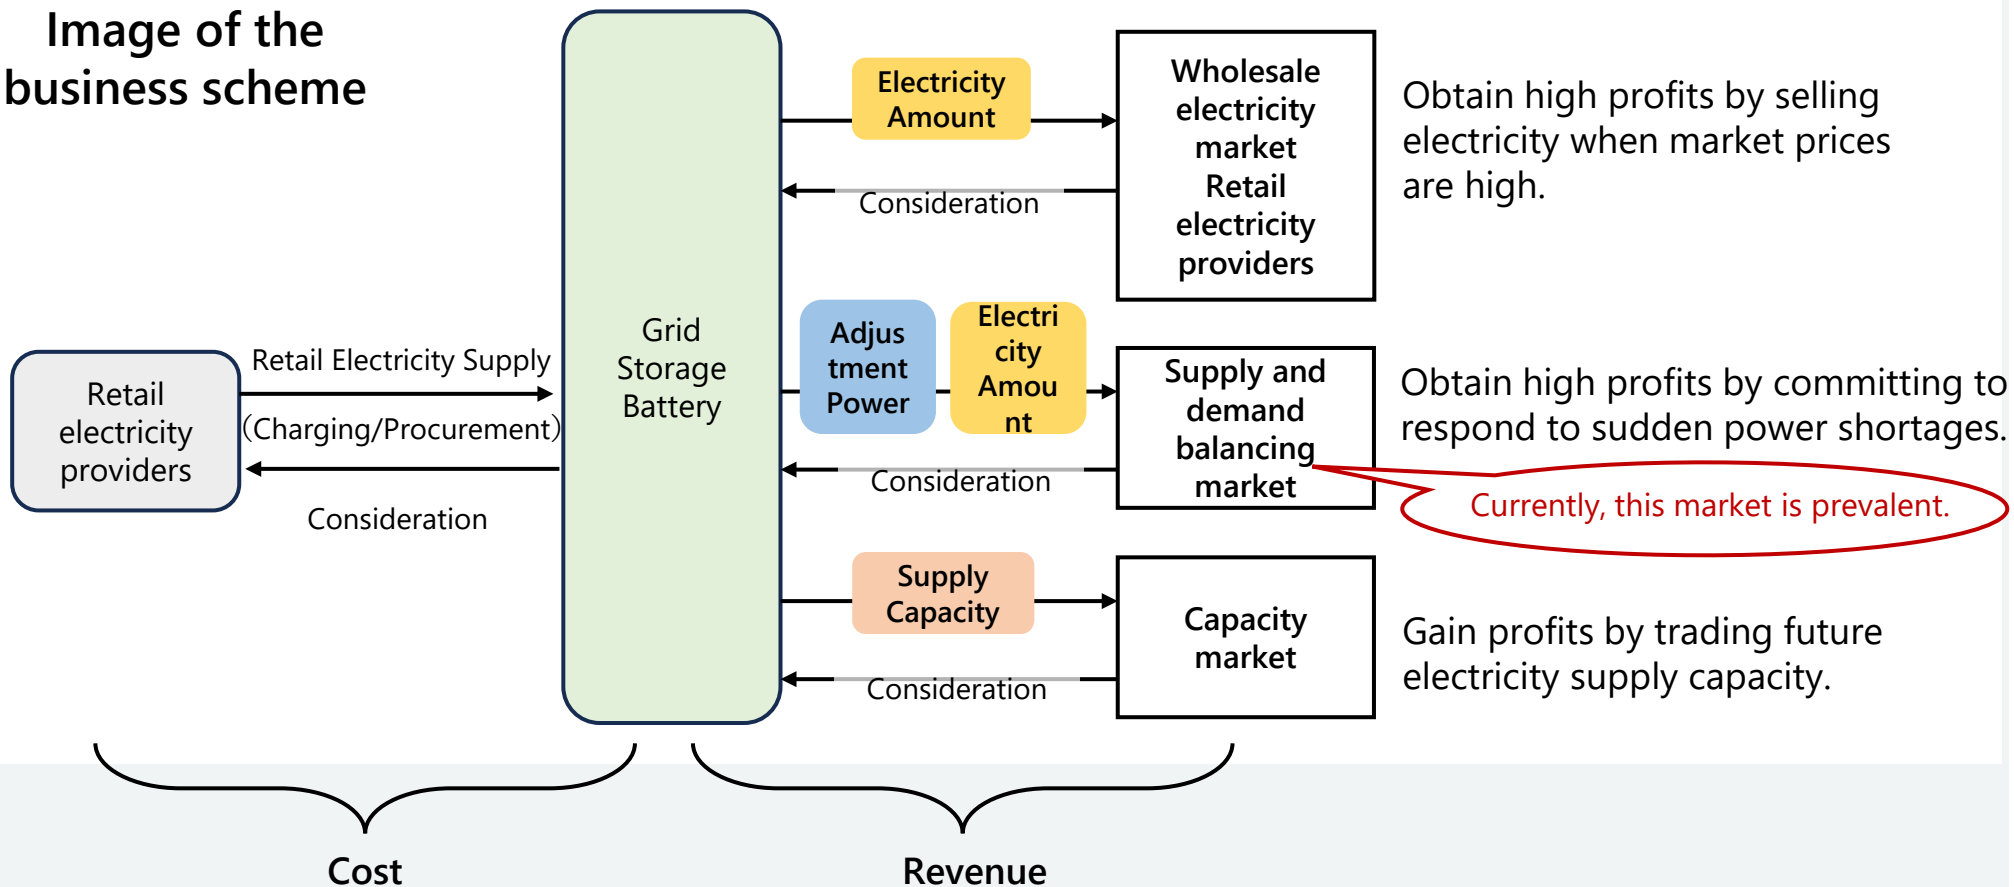 Image of the
business scheme
Retail
electricity
providers
Retail Electricity Supply
（Charging/Procurement）
Consideration
Grid
Storage
Battery
Electricity
Amount
Consideration
Wholesale
electricity
market
Retail
electricity
providers
Obtain high profits by selling
electricity when market prices
are high.
Adjus
tment
Power
Electri
city
Amou
nt
Consideration
Supply and
demand
balancing
market
Obtain high profits by committing to
respond to sudden power shortages.
Currently, this market is prevalent.
Supply
Capacity
Consideration
Capacity
market
Gain profits by trading future
electricity supply capacity.
Cost
Revenue